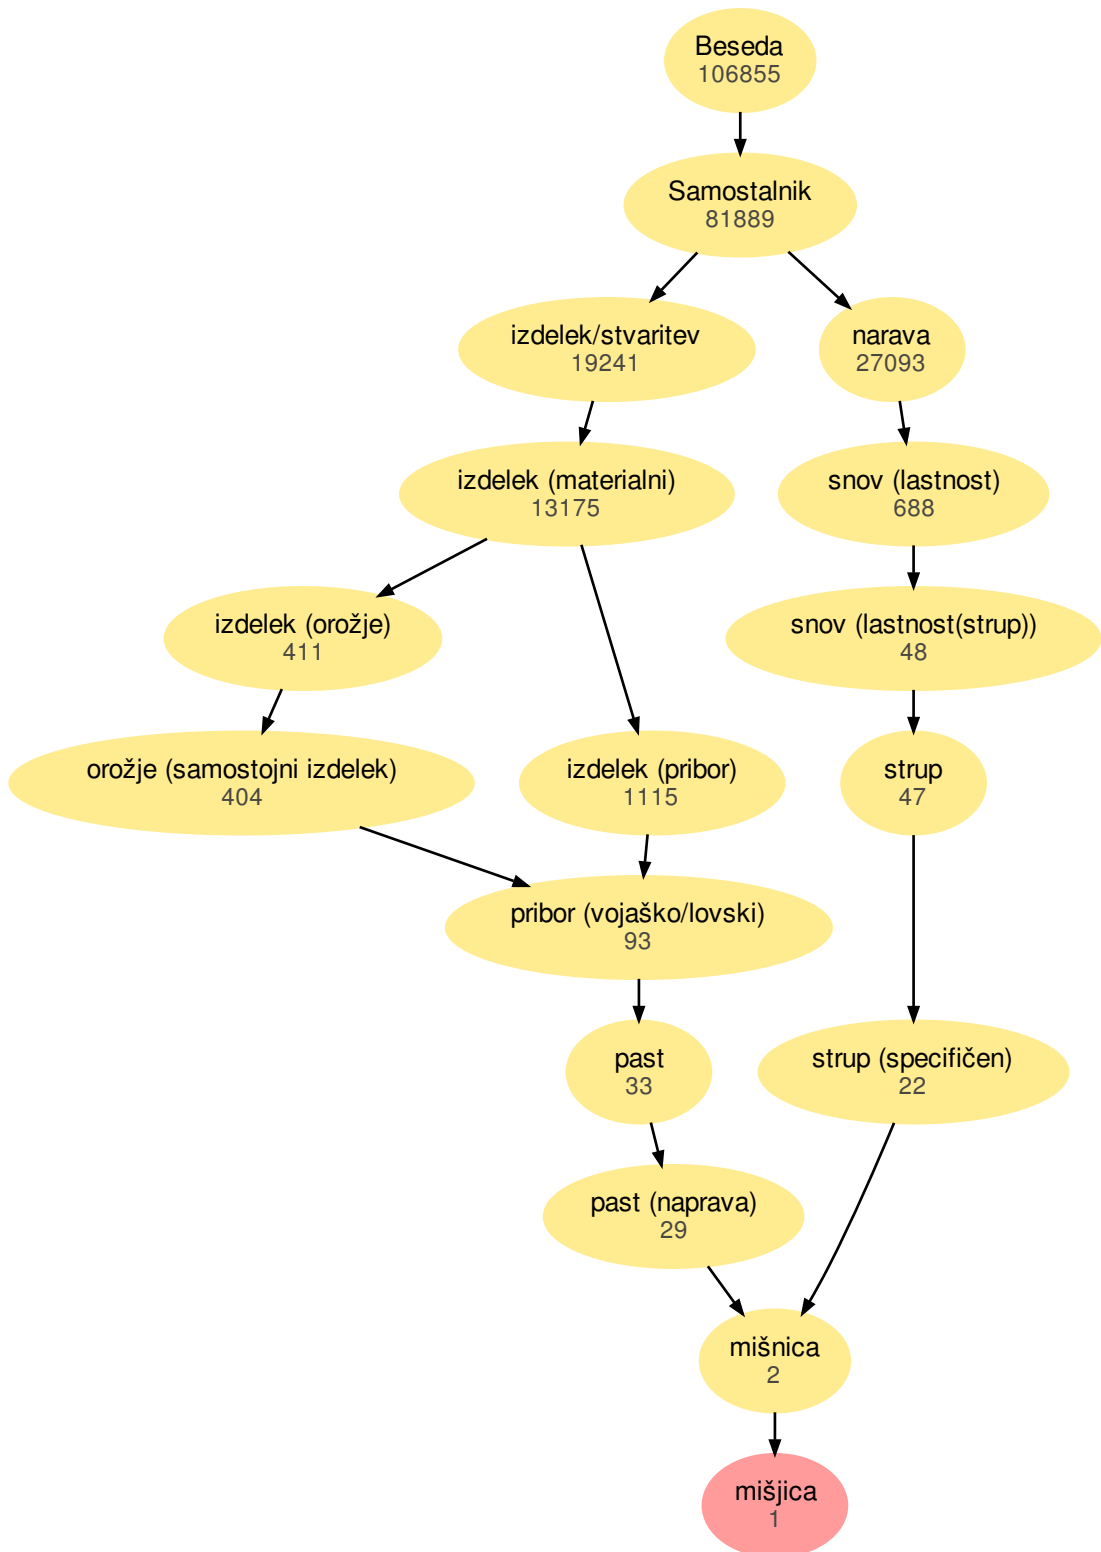 Beseda
106855
Samostalnik
81889
izdelek/stvaritev
19241
narava
27093
izdelek (materialni)
13175
snov (lastnost)
688
izdelek (orožje)
411
snov (lastnost(strup))
48
orožje (samostojni izdelek)
404
izdelek (pribor)
1115
strup
47
pribor (vojaško/lovski)
93
past
33
strup (specifičen)
22
past (naprava)
29
mišnica
2
mišjica
1